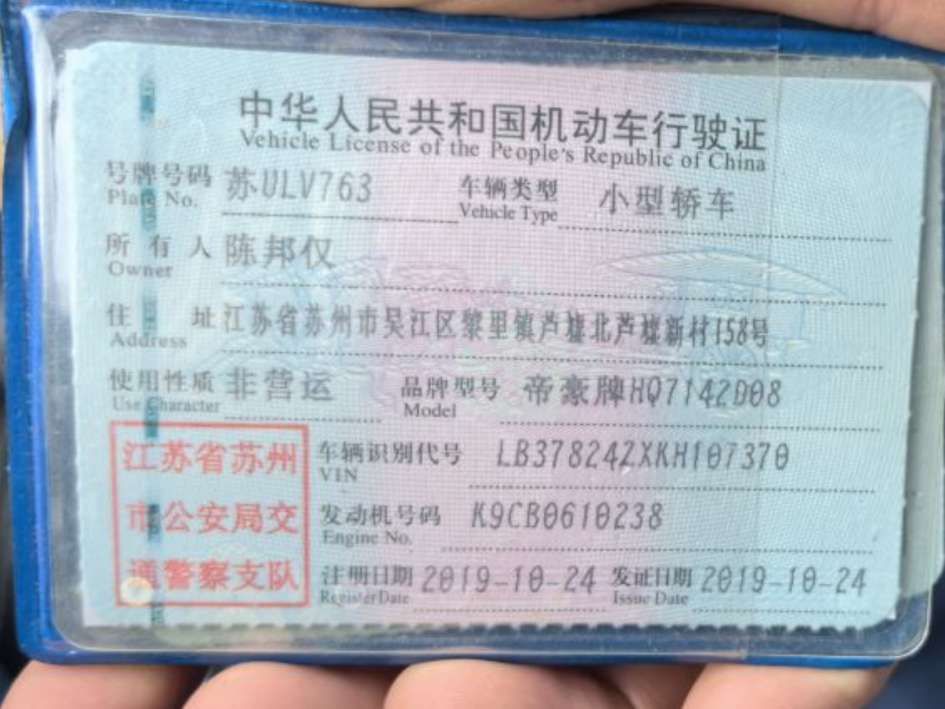 中华人民共和国机动车行驶证
Vehicle License of the People's Republic of China
号牌号码 苏ULV763 车辆类型 小型轿车
Plate No. Vehicle Type
所有人 陈邦仅
Owner
住址 江苏省苏州市吴江区黎里镇芦墟北芦墟新村158号
Address
使用性质 非营运 品牌型号 帝豪牌HQ7142D08
Use Character Model
江苏省苏州 车辆识别代号 LB37824ZXKH107370
VIN
市公安局交 发动机号码 K9CB0610238
Engine No.
通警察支队 注册日期 2019-10-24 发证日期 2019-10-24
Register Date Issue Date